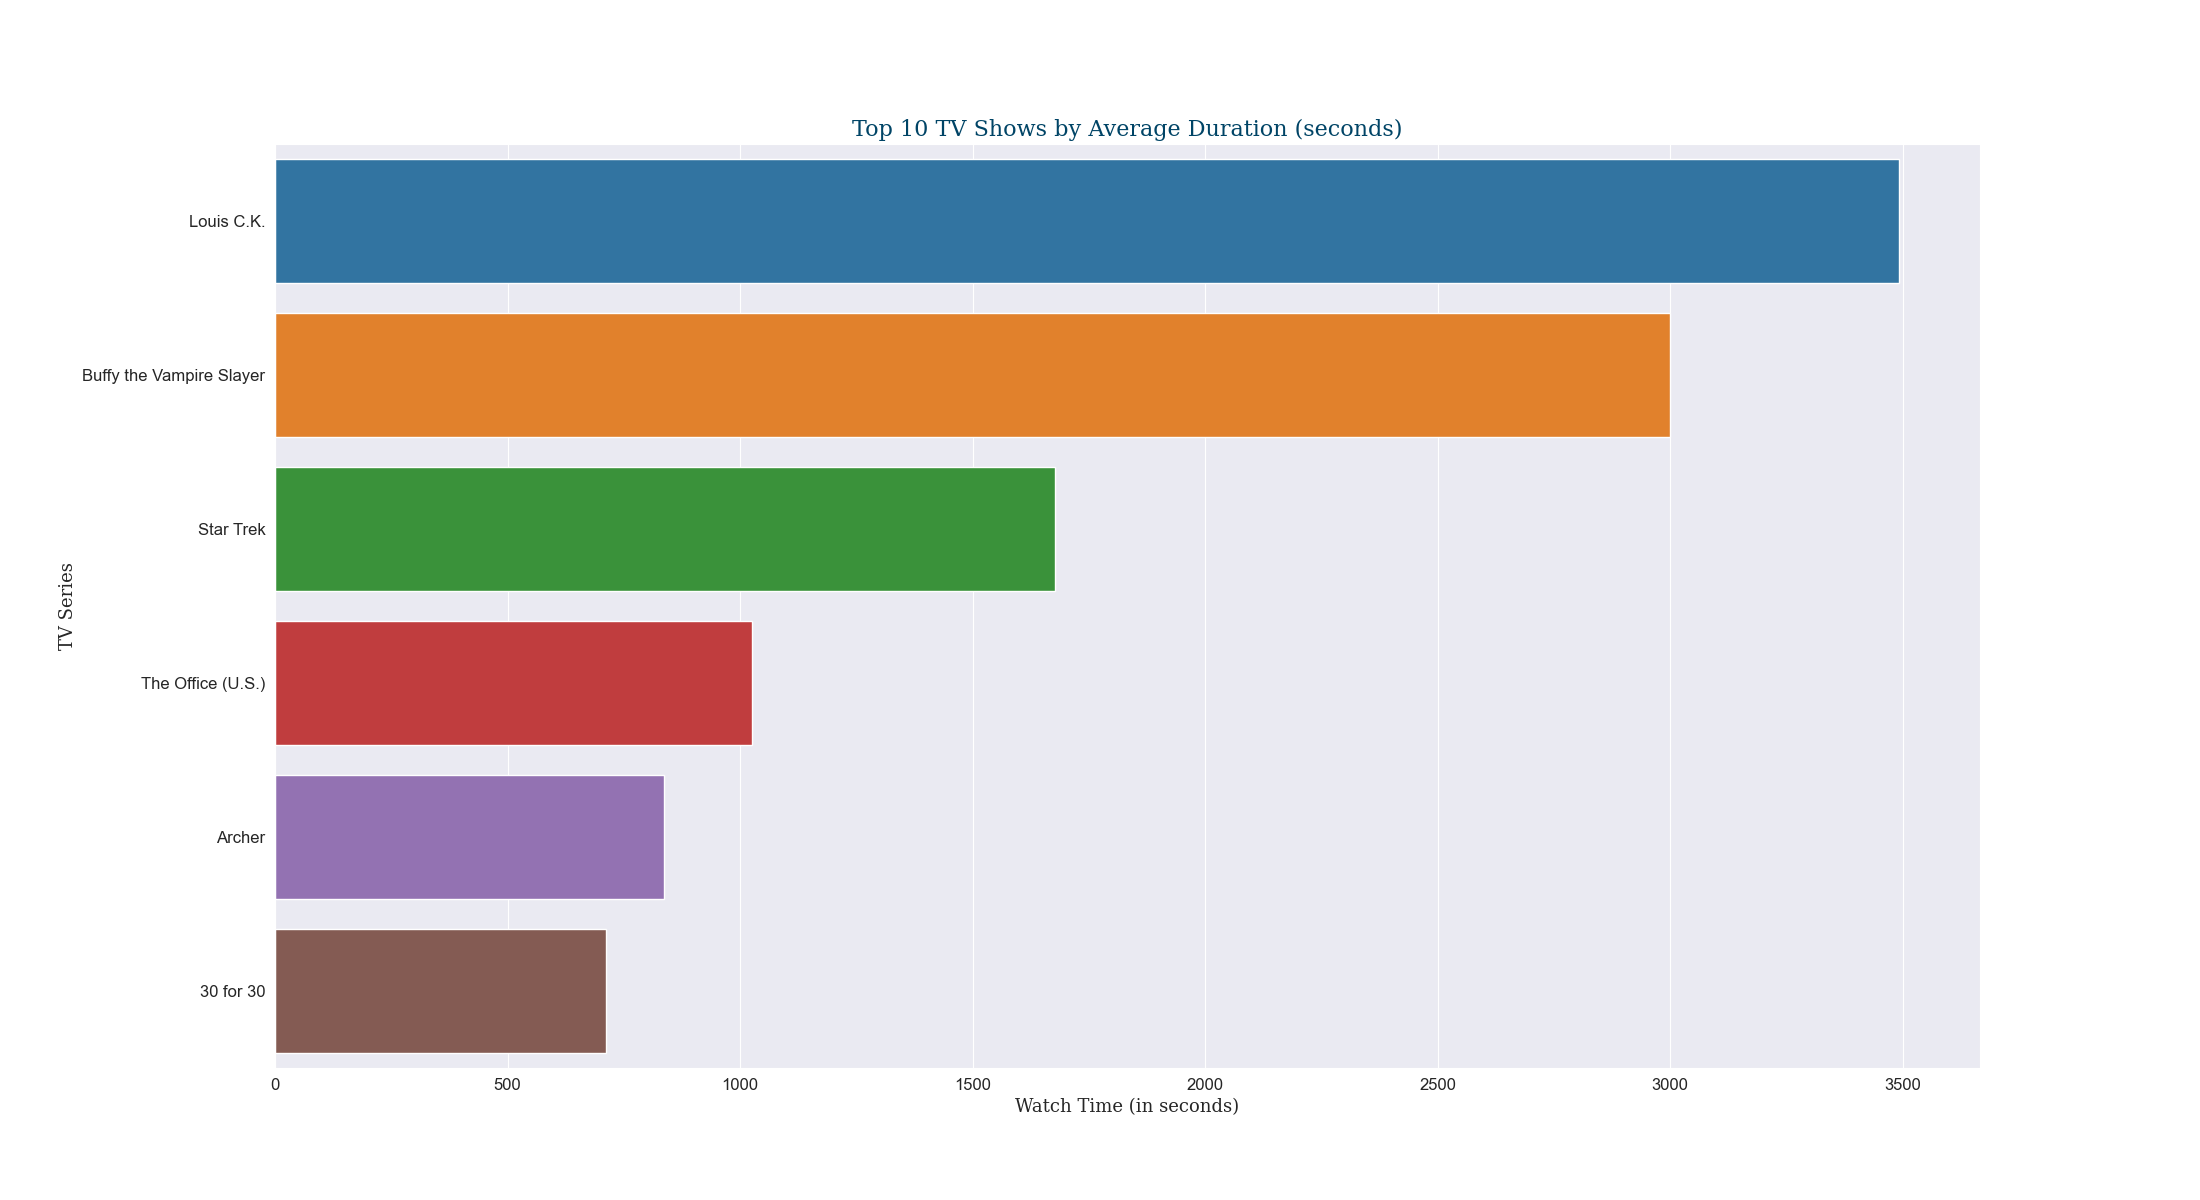 Top 10 TV Shows by Average Duration (seconds)
Louis C.K.
Buffy the Vampire Slayer
Star Trek
TV Series
The Office (U.S.)
Archer
30 for 30
0 500 1000 1500 2000 2500 3000 3500
Watch Time (in seconds)